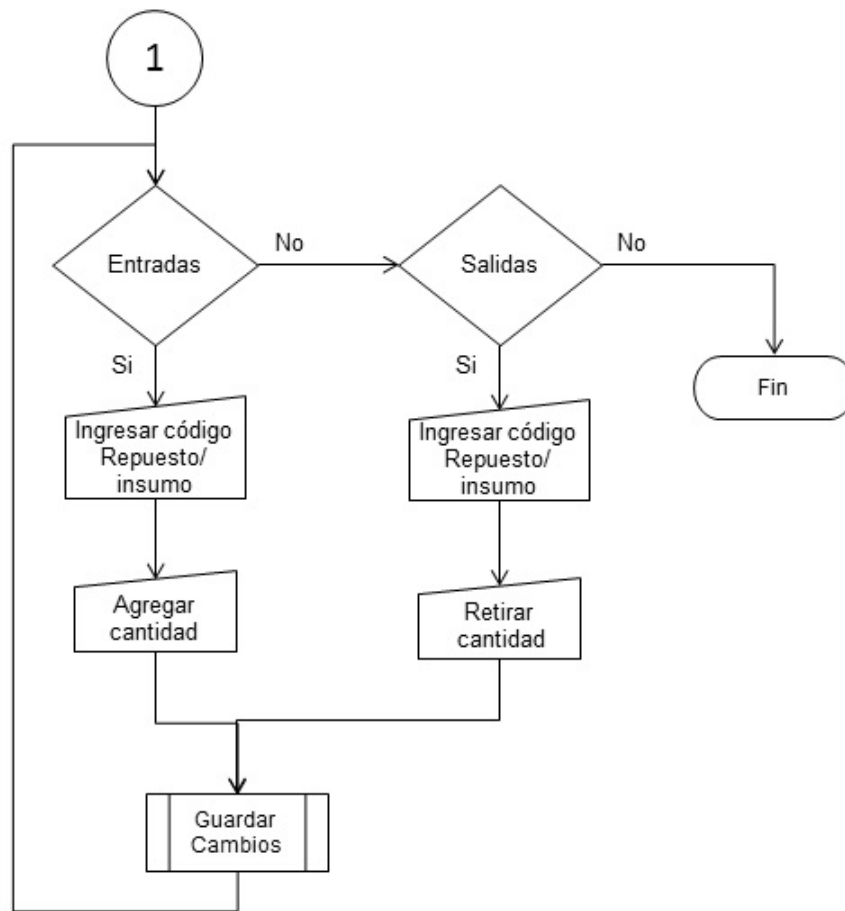 1
Entradas
No
Salidas
No
Si
Si
Fin
Ingresar código
Repuesto/
insumo
Ingresar código
Repuesto/
insumo
Agregar
cantidad
Retirar
cantidad
Guardar
Cambios